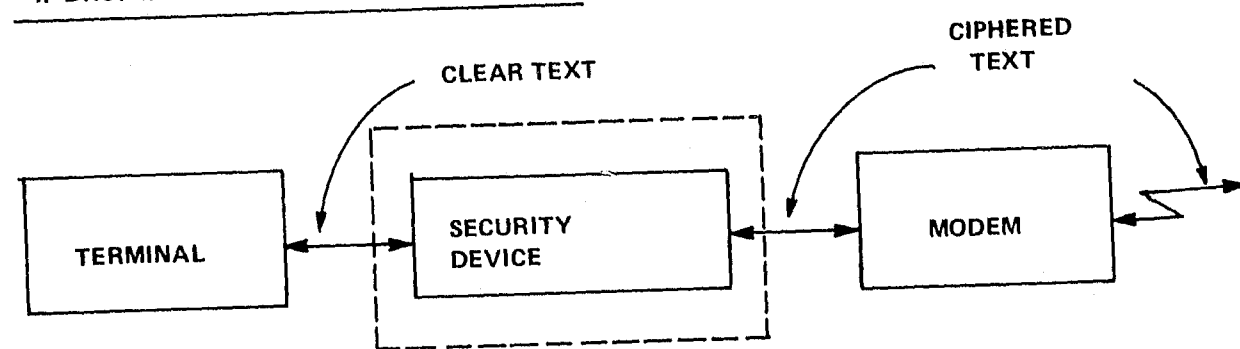 CLEAR TEXT
CIPHERED
TEXT
TERMINAL
SECURITY
DEVICE
MODEM